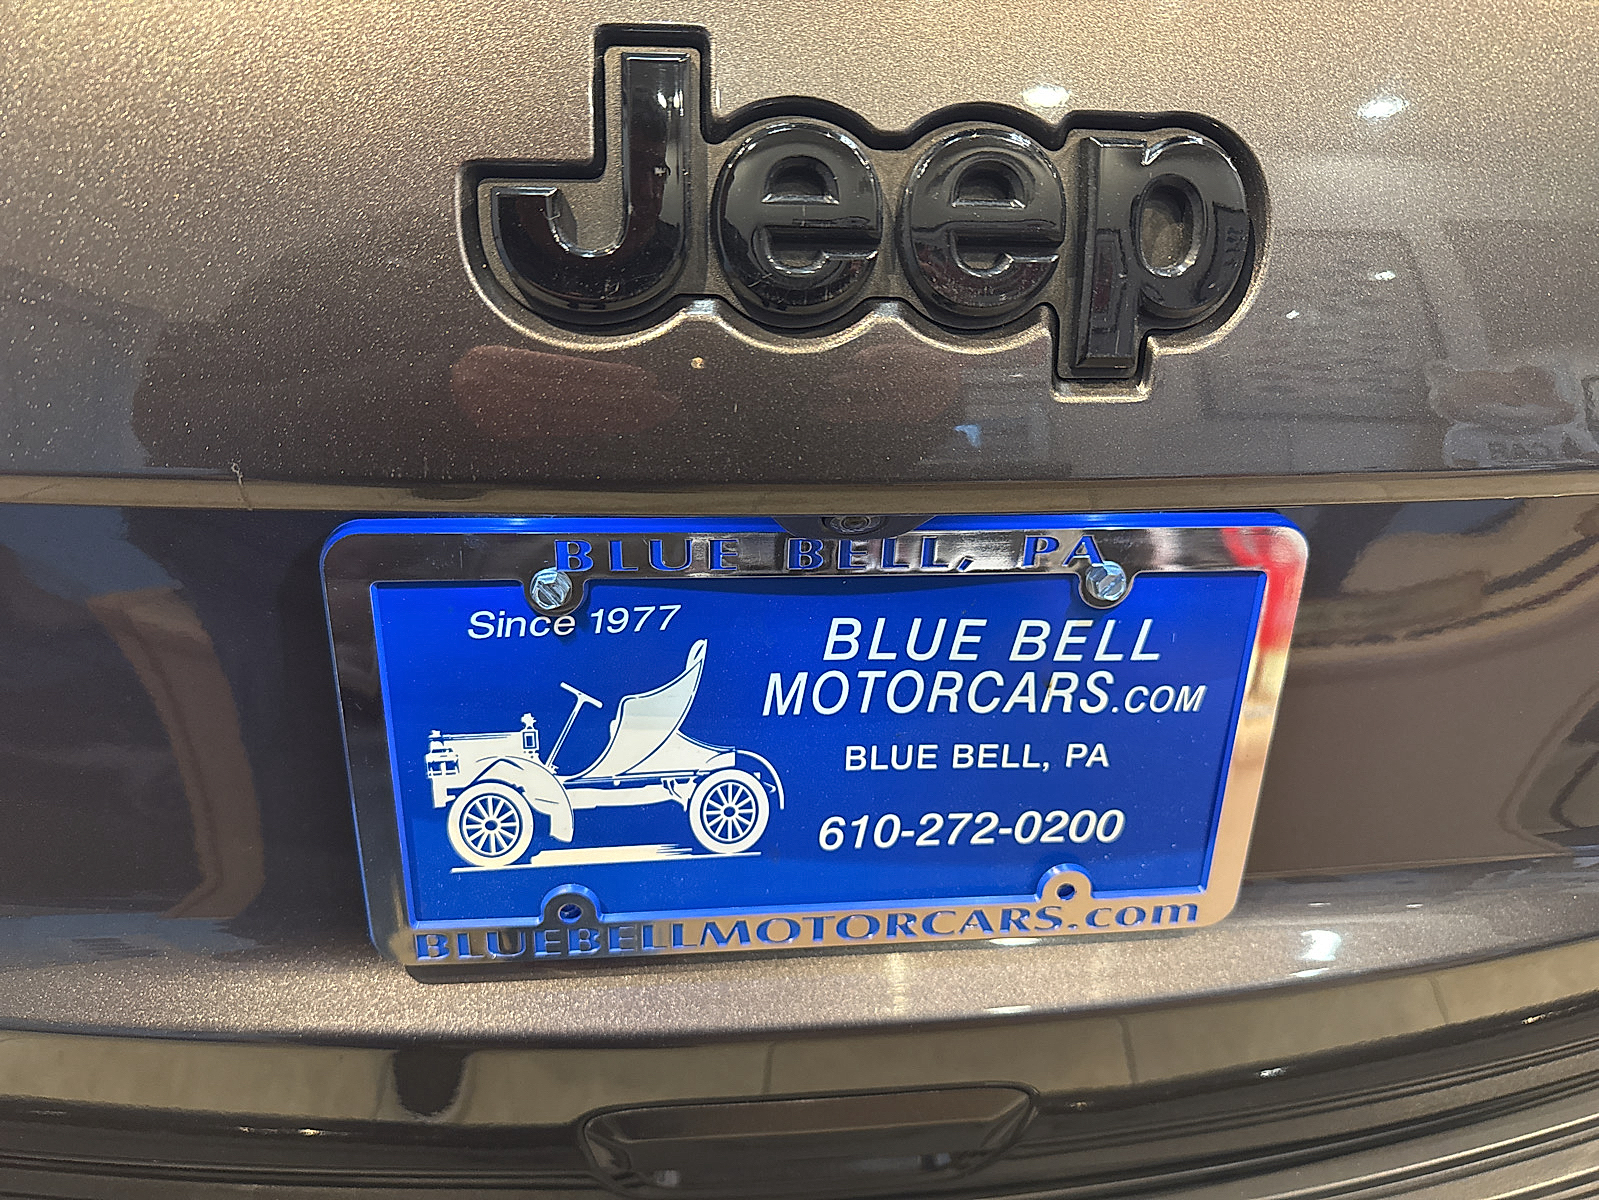 Jeep
BLUE BELL, PA
Since 1977
BLUE BELL
MOTORCARS.COM
BLUE BELL, PA
610-272-0200
BLUEBELLMOTORCARS.com